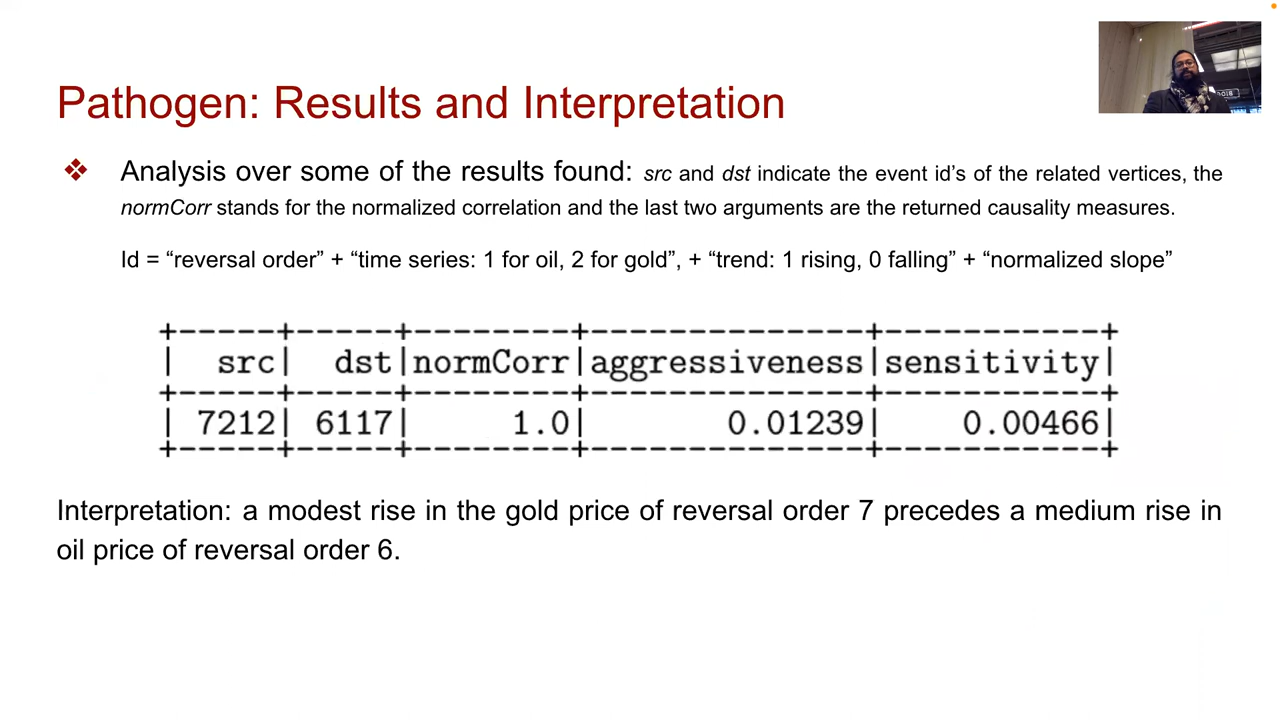 Pathogen: Results and Interpretation
❖ Analysis over some of the results found: src and dst indicate the event id’s of the related vertices, the
normCorr stands for the normalized correlation and the last two arguments are the returned causality measures.
Id = “reversal order” + “time series: 1 for oil, 2 for gold”, + “trend: 1 rising, 0 falling” + “normalized slope”
+-----+-----+--------+--------------+-----------+
| src| dst|normCorr|aggressiveness|sensitivity|
+-----+-----+--------+--------------+-----------+
| 7212| 6117| 1.0| 0.01239| 0.00466|
+-----+-----+--------+--------------+-----------+
Interpretation: a modest rise in the gold price of reversal order 7 precedes a medium rise in
oil price of reversal order 6.